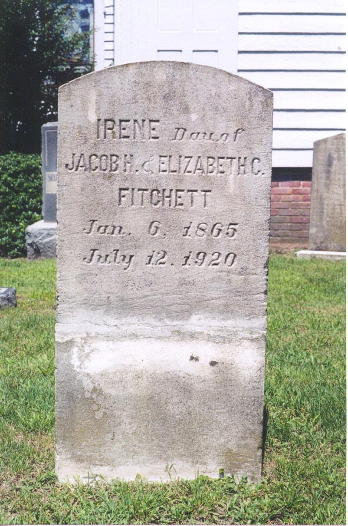 IRENE Dau. of
JACOB H. & ELIZABETH C.
FITCHETT
Jan. 6, 1865
July 12, 1920